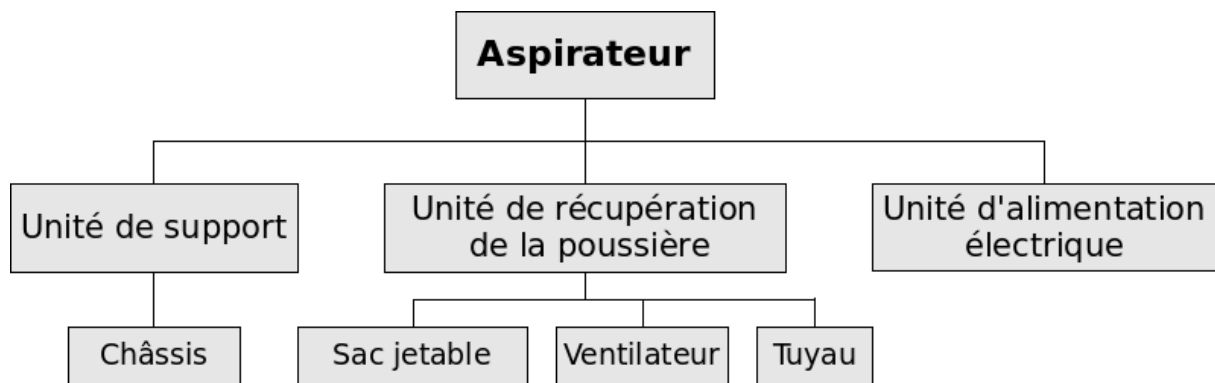 Aspirateur
Unité de support
Unité de récupération
de la poussière
Unité d'alimentation
électrique
Châssis
Sac jetable
Ventilateur
Tuyau